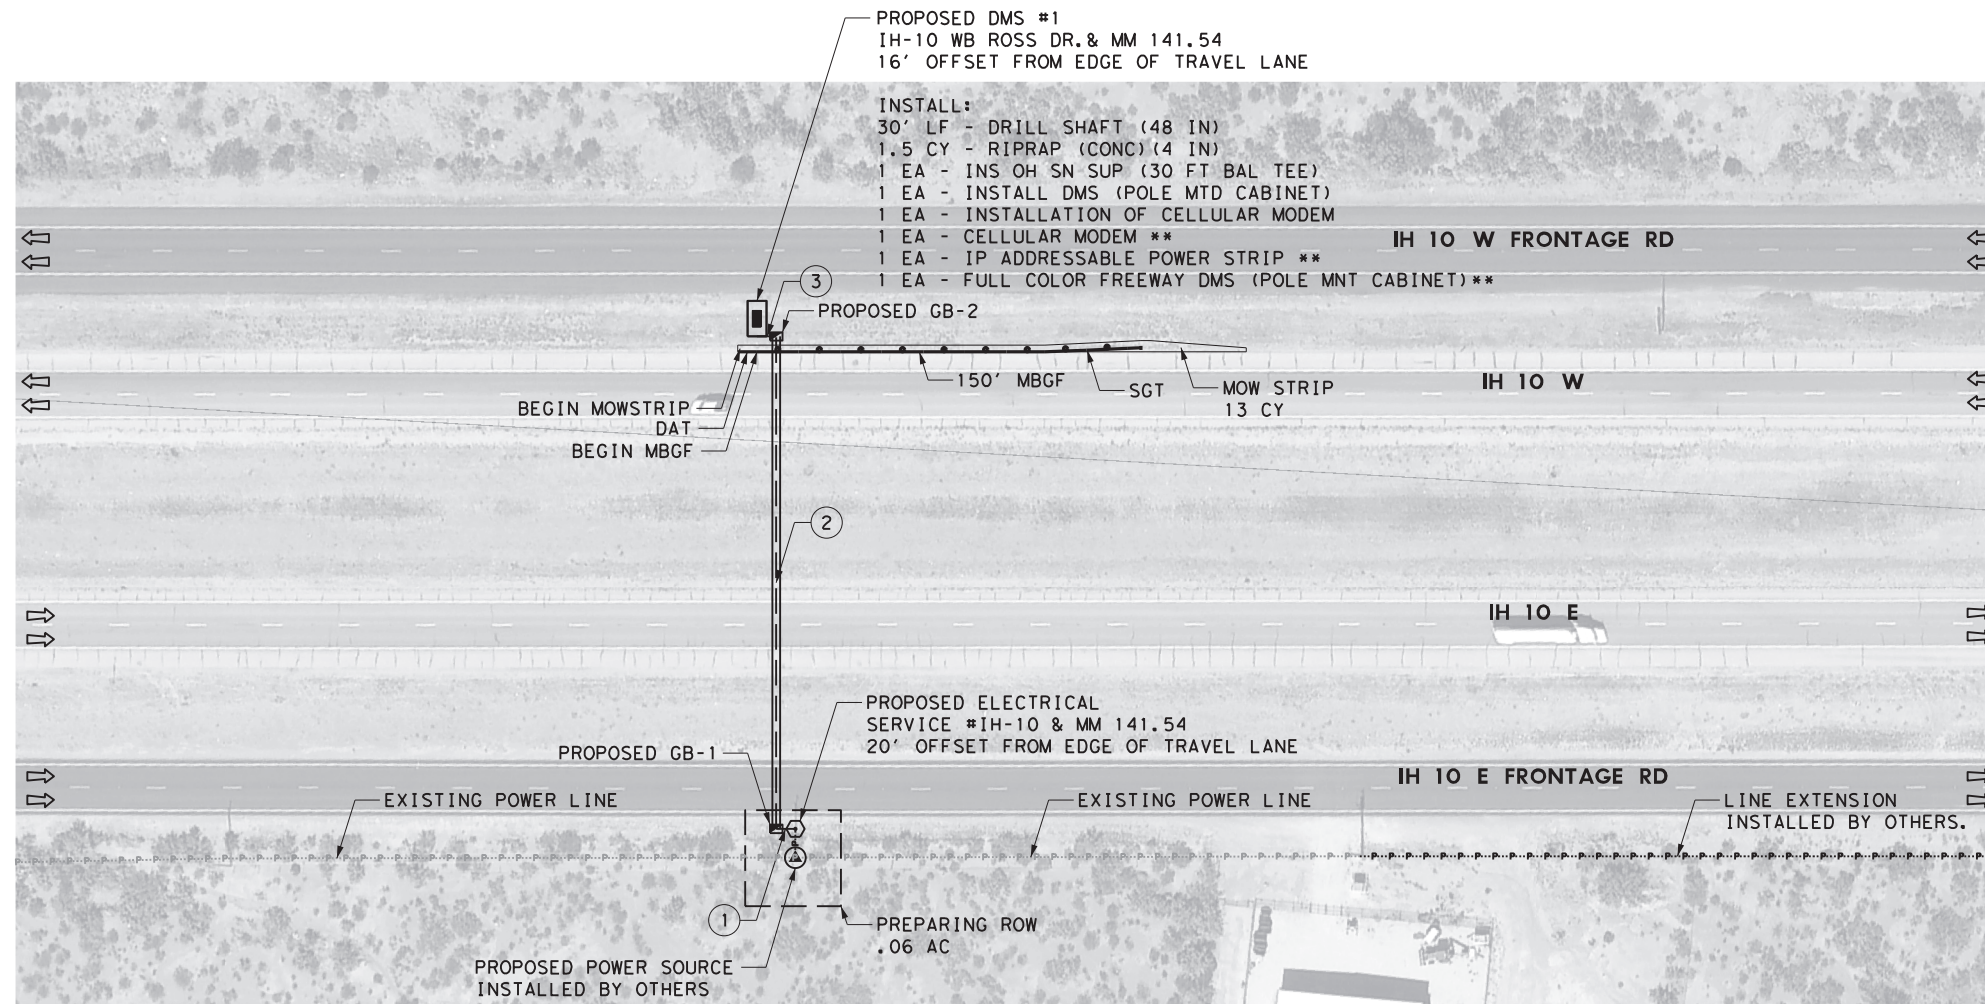 PROPOSED DMS #1
IH-10 WB ROSS DR.& MM 141.54
16' OFFSET FROM EDGE OF TRAVEL LANE
INSTALL:
30' LF - DRILL SHAFT (48 IN)
1.5 CY - RIPRAP (CONC)(4 IN)
1 EA - INS OH SN SUP (30 FT BAL TEE)
1 EA - INSTALL DMS (POLE MTD CABINET)
1 EA - INSTALLATION OF CELLULAR MODEM
1 EA - CELLULAR MODEM **
1 EA - IP ADDRESSABLE POWER STRIP **
1 EA - FULL COLOR FREEWAY DMS (POLE MNT CABINET)**
IH 10 W FRONTAGE RD
3
PROPOSED GB-2
150' MBGF
SGT
MOW STRIP
13 CY
IH 10 W
BEGIN MOWSTRIP
DAT
BEGIN MBGF
2
IH 10 E
PROPOSED ELECTRICAL
SERVICE #IH-10 & MM 141.54
20' OFFSET FROM EDGE OF TRAVEL LANE
PROPOSED GB-1
IH 10 E FRONTAGE RD
EXISTING POWER LINE
EXISTING POWER LINE
LINE EXTENSION
INSTALLED BY OTHERS.
1
PREPARING ROW
.06 AC
PROPOSED POWER SOURCE
INSTALLED BY OTHERS